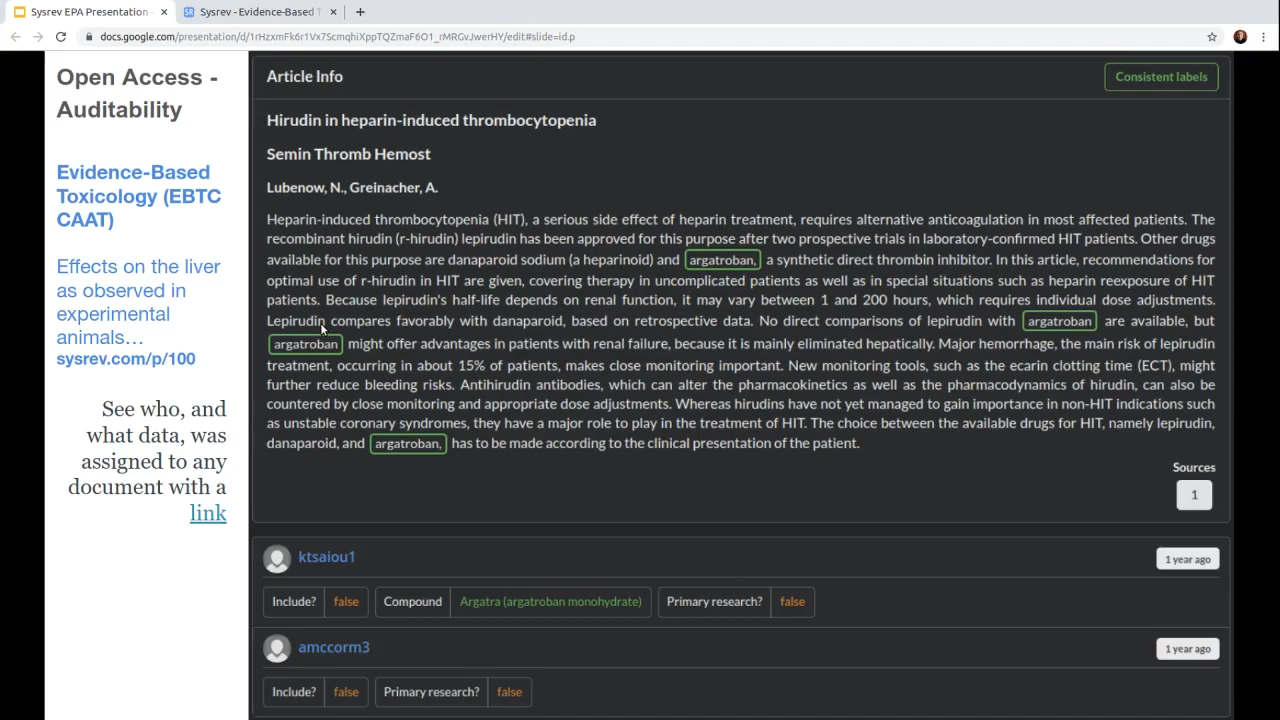 Sysrev EPA Presentation
Sysrev - Evidence-Based T
docs.google.com/presentation/d/1rHzxmFk6r1Vx7ScmqhiXppTQZmaF6O1_rMRGvJwerHY/edit#slide=id.p
Open Access -
Auditability
Evidence-Based
Toxicology (EBTC
CAAT)
Effects on the liver
as observed in
experimental
animals…
sysrev.com/p/100
See who, and
what data, was
assigned to any
document with a
link
Article Info
Consistent labels
Hirudin in heparin-induced thrombocytopenia
Semin Thromb Hemost
Lubenow, N., Greinacher, A.
Heparin-induced thrombocytopenia (HIT), a serious side effect of heparin treatment, requires alternative anticoagulation in most affected patients. The
recombinant hirudin (r-hirudin) lepirudin has been approved for this purpose after two prospective trials in laboratory-confirmed HIT patients. Other drugs
available for this purpose are danaparoid sodium (a heparinoid) and argatroban, a synthetic direct thrombin inhibitor. In this article, recommendations for
optimal use of r-hirudin in HIT are given, covering therapy in uncomplicated patients as well as in special situations such as heparin reexposure of HIT
patients. Because lepirudin's half-life depends on renal function, it may vary between 1 and 200 hours, which requires individual dose adjustments.
Lepirudin compares favorably with danaparoid, based on retrospective data. No direct comparisons of lepirudin with argatroban are available, but
argatroban might offer advantages in patients with renal failure, because it is mainly eliminated hepatically. Major hemorrhage, the main risk of lepirudin
treatment, occurring in about 15% of patients, makes close monitoring important. New monitoring tools, such as the ecarin clotting time (ECT), might
further reduce bleeding risks. Antihirudin antibodies, which can alter the pharmacokinetics as well as the pharmacodynamics of hirudin, can also be
countered by close monitoring and appropriate dose adjustments. Whereas hirudins have not yet managed to gain importance in non-HIT indications such
as unstable coronary syndromes, they have a major role to play in the treatment of HIT. The choice between the available drugs for HIT, namely lepirudin,
danaparoid, and argatroban, has to be made according to the clinical presentation of the patient.
Sources
1
ktsaiou1
1 year ago
Include? false Compound Argatra (argatroban monohydrate) Primary research? false
amccorm3
1 year ago
Include? false Primary research? false